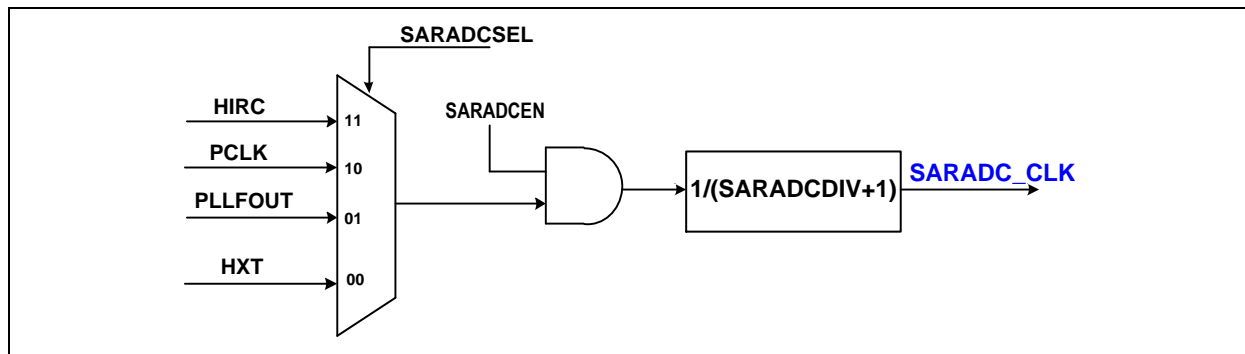 SARADCSEL
HIRC
11
SARADCEN
PCLK
10
1/(SARADCDIV+1)
SARADC_CLK
PLLFOUT
01
HXT
00